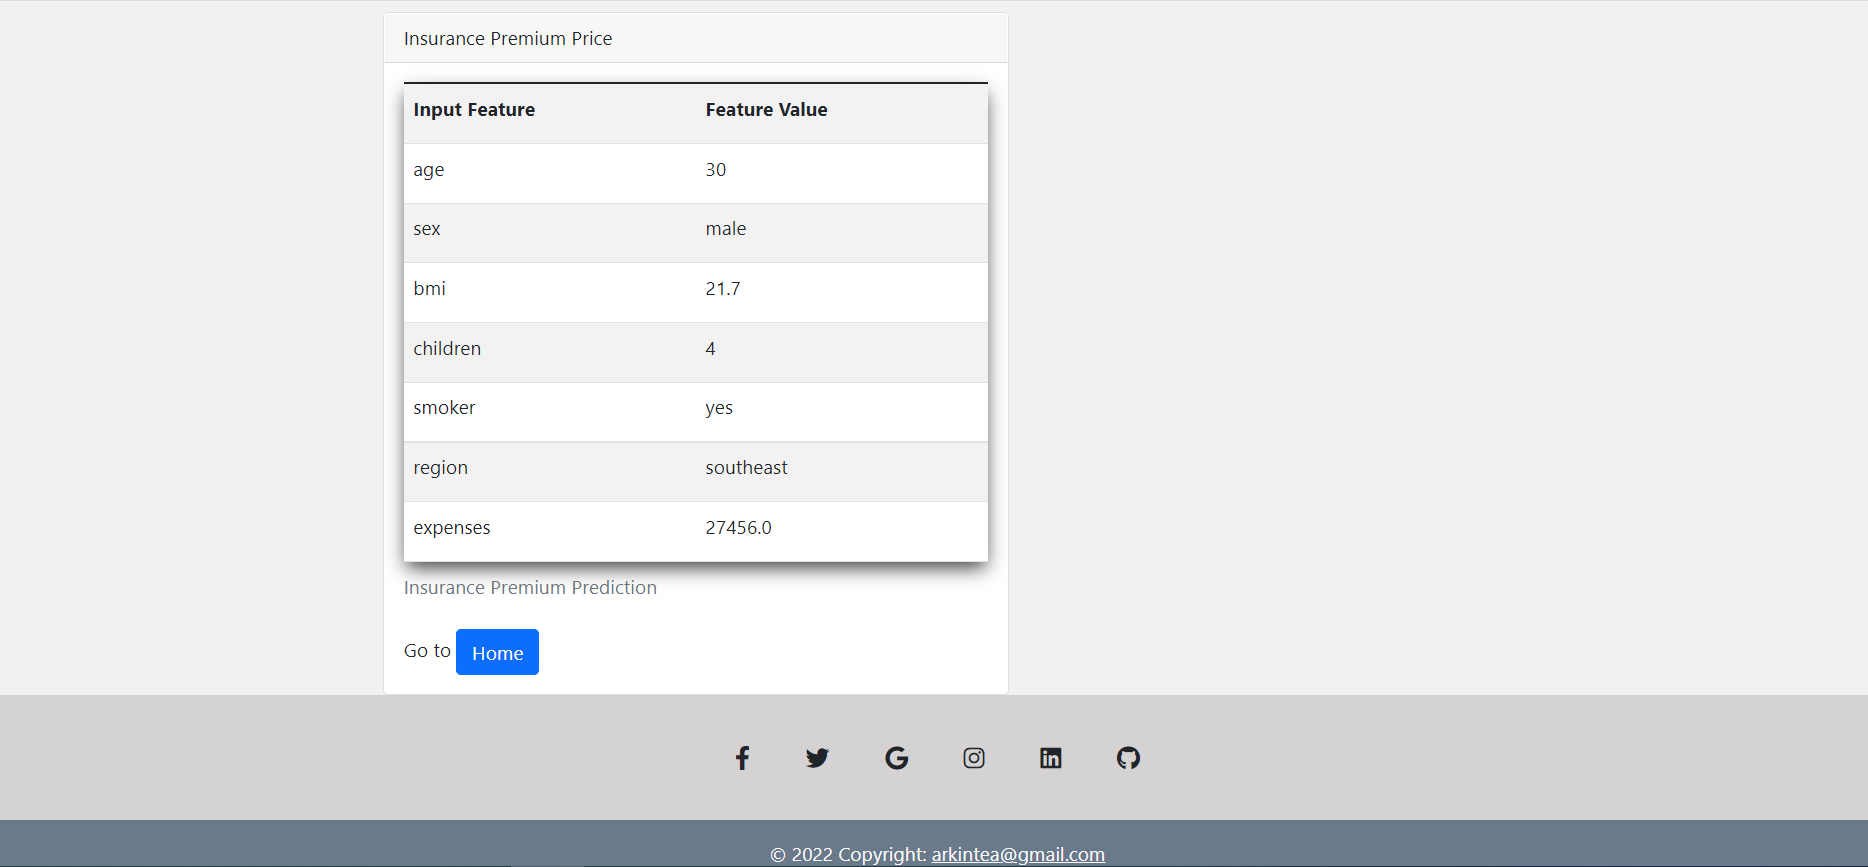 Insurance Premium Price
Input Feature Feature Value
age 30
sex male
bmi 21.7
children 4
smoker yes
region southeast
expenses 27456.0
Insurance Premium Prediction
Go to Home
© 2022 Copyright: arkintea@gmail.com